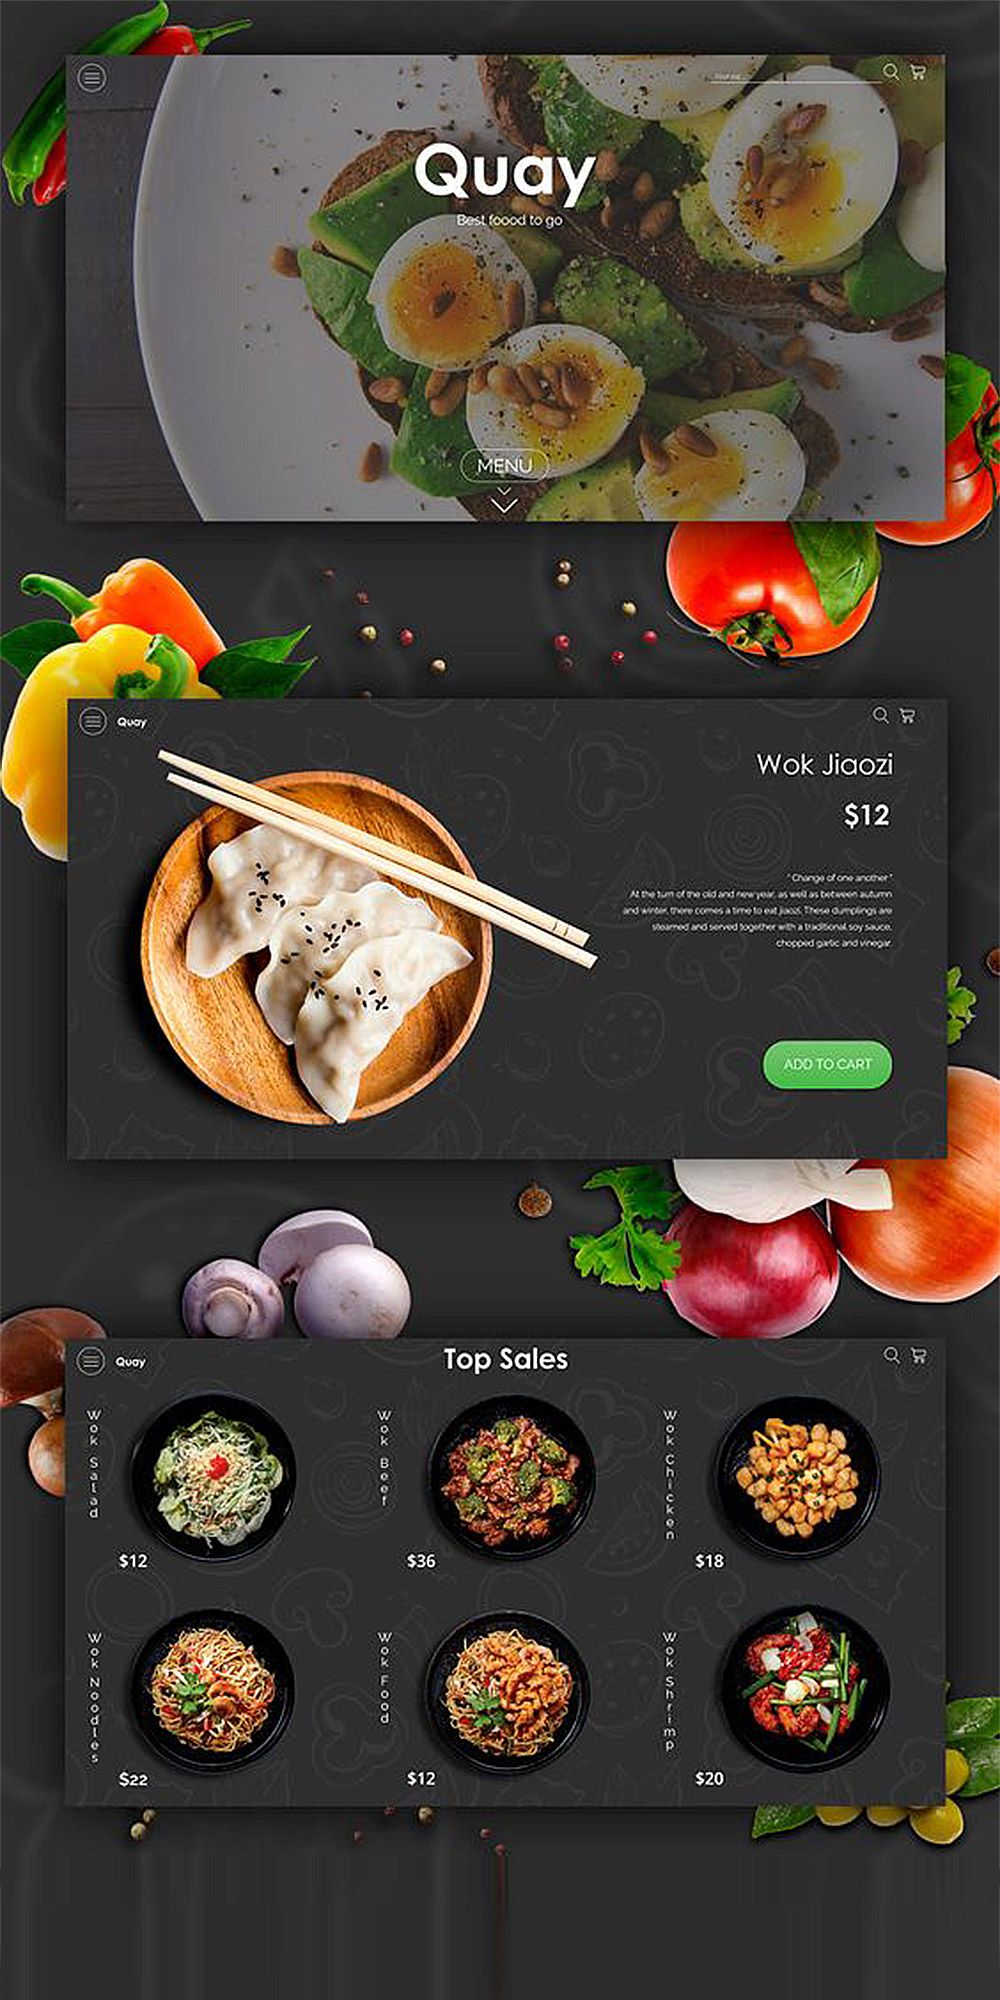 Quay
Best foood to go
MENU
Quay
Wok Jiaozi
$12
" Change of one another "
At the turn of the old and new year, as well as between autumn
and winter, there comes a time to eat jiaozi. These dumplings are
steamed and served together with a traditional soy sauce,
chopped garlic and vinegar.
ADD TO CART
Quay
Top Sales
Wok Salad
$12
Wok Beef
$36
Wok Chicken
$18
Wok Noodles
$22
Wok Food
$12
Wok Shrimp
$20